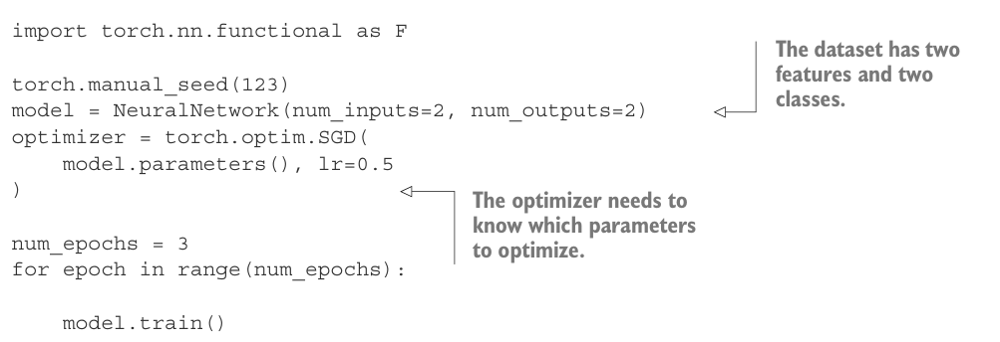 import torch.nn.functional as F
torch.manual_seed(123)
model = NeuralNetwork(num_inputs=2, num_outputs=2)
The dataset has two
features and two
classes.
optimizer = torch.optim.SGD(
    model.parameters(), lr=0.5
)
The optimizer needs to
know which parameters
to optimize.
num_epochs = 3
for epoch in range(num_epochs):
    model.train()